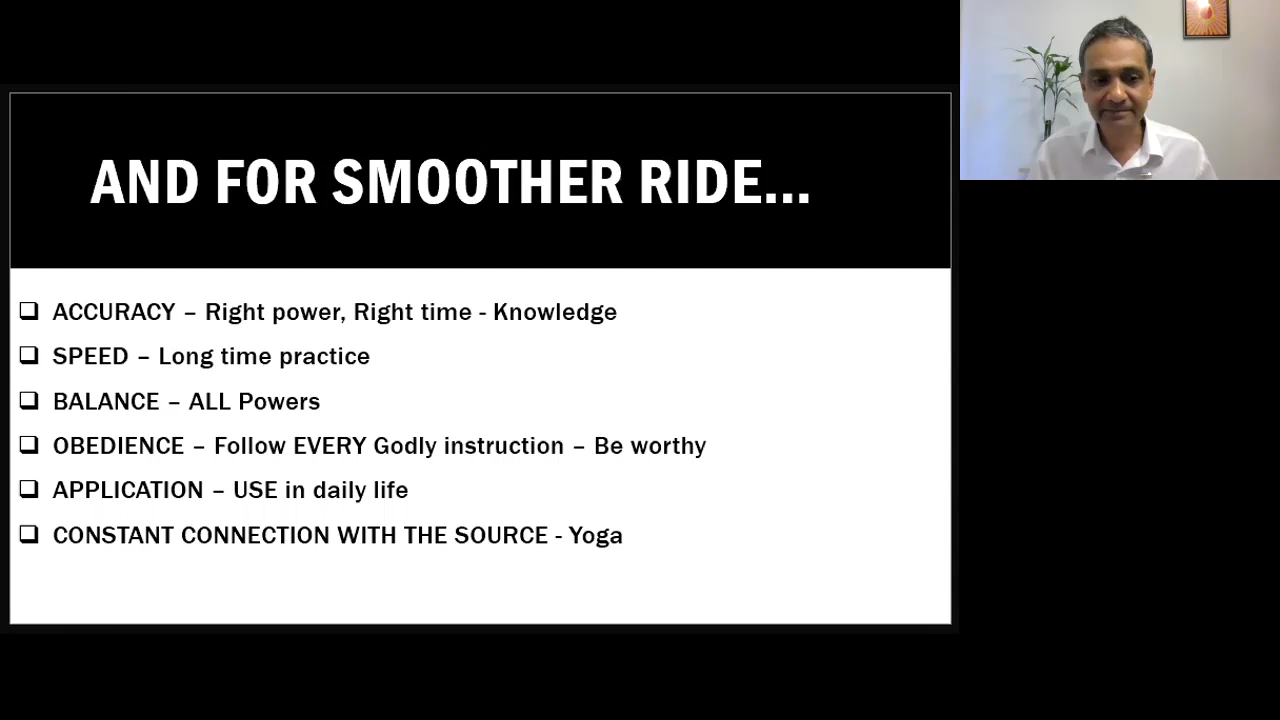 AND FOR SMOOTHER RIDE...
❑ ACCURACY – Right power, Right time - Knowledge
❑ SPEED – Long time practice
❑ BALANCE – ALL Powers
❑ OBEDIENCE – Follow EVERY Godly instruction – Be worthy
❑ APPLICATION – USE in daily life
❑ CONSTANT CONNECTION WITH THE SOURCE - Yoga